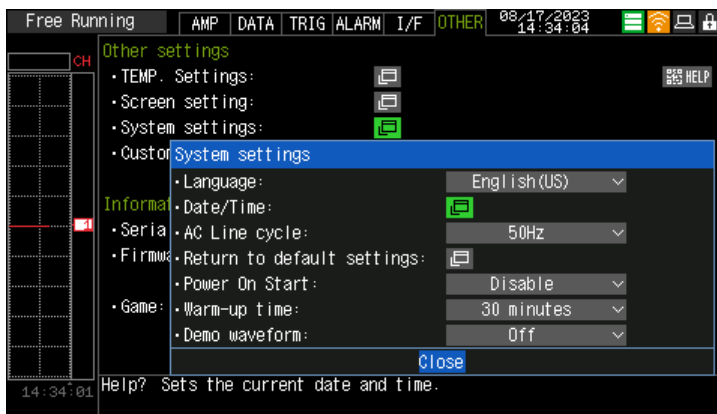 Free Running AMP DATA TRIG ALARM I/F OTHER 08/17/2023
14:34:04
CH
Other settings
・TEMP. Settings: HELP
・Screen setting:
・System settings:
・Custom
System settings
・Language: English(US)
Informat
・Date/Time:
1
・Seria
・AC Line cycle: 50Hz
・Firmwa
・Return to default settings:
・Power On Start: Disable
・Game:
・Warm-up time: 30 minutes
・Demo waveform: Off
Close
14:34:01
Help? Sets the current date and time.